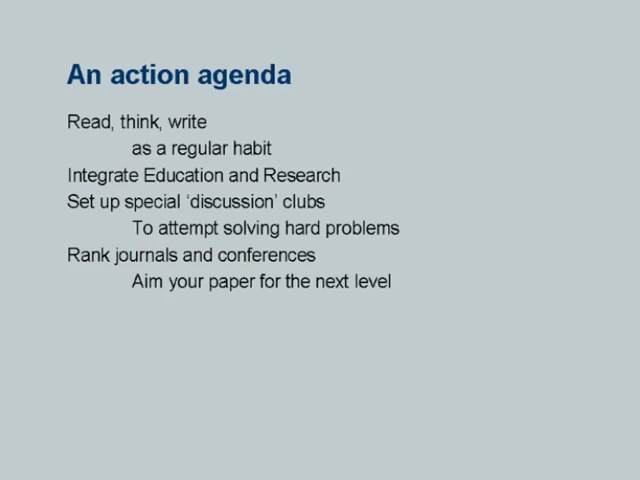 An action agenda
Read, think, write
as a regular habit
Integrate Education and Research
Set up special ‘discussion’ clubs
To attempt solving hard problems
Rank journals and conferences
Aim your paper for the next level